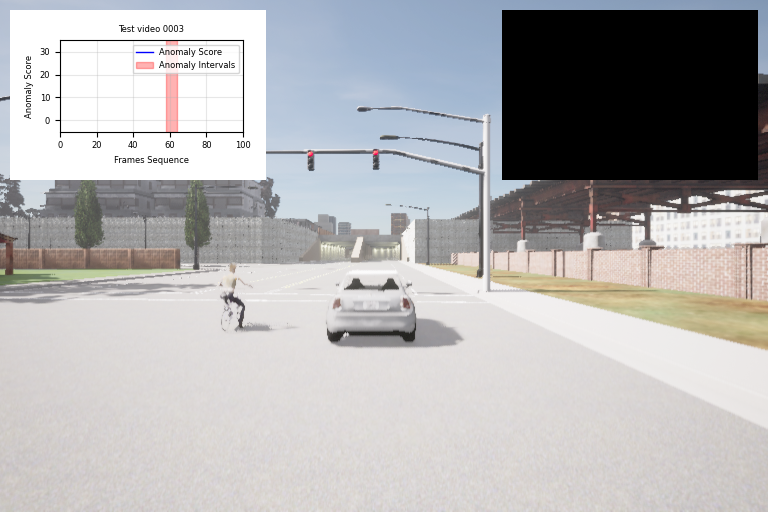 Test video 0003
Anomaly Score
30
20
10
0
Anomaly Score
Anomaly Intervals
0 20 40 60 80 100
Frames Sequence